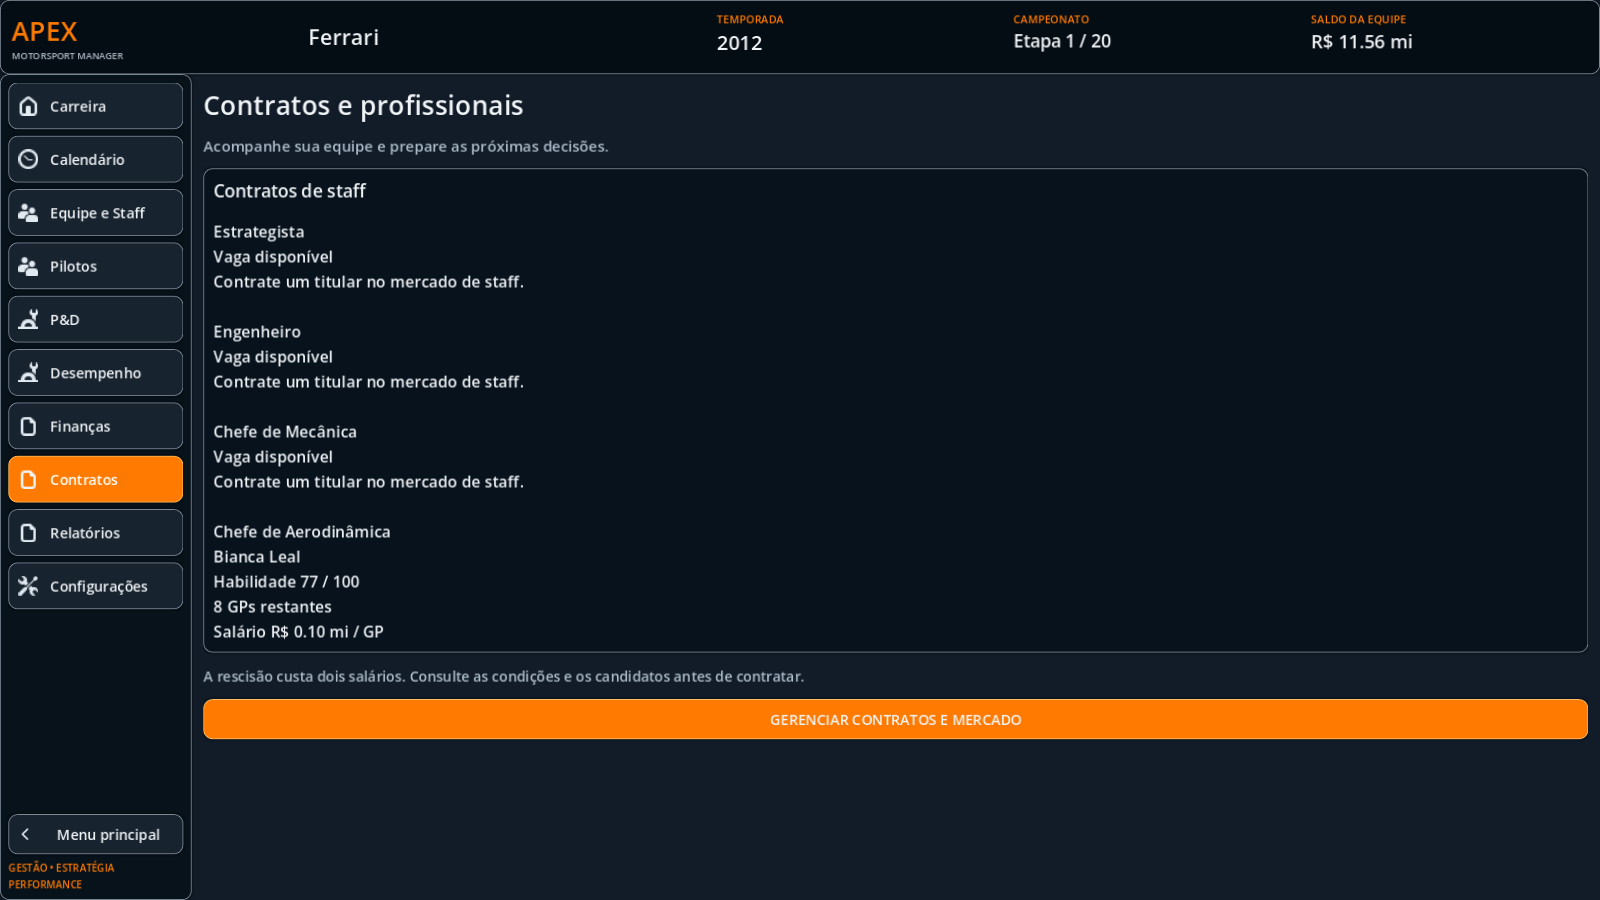 APEX
MOTORSPORT MANAGER
Ferrari
TEMPORADA
2012
CAMPEONATO
Etapa 1 / 20
SALDO DA EQUIPE
R$ 11.56 mi
Carreira
Calendário
Equipe e Staff
Pilotos
P&D
Desempenho
Finanças
Contratos
Relatórios
Configurações
Menu principal
GESTÃO • ESTRATÉGIA
PERFORMANCE
Contratos e profissionais
Acompanhe sua equipe e prepare as próximas decisões.
Contratos de staff
Estrategista
Vaga disponível
Contrate um titular no mercado de staff.
Engenheiro
Vaga disponível
Contrate um titular no mercado de staff.
Chefe de Mecânica
Vaga disponível
Contrate um titular no mercado de staff.
Chefe de Aerodinâmica
Bianca Leal
Habilidade 77 / 100
8 GPs restantes
Salário R$ 0.10 mi / GP
A rescisão custa dois salários. Consulte as condições e os candidatos antes de contratar.
GERENCIAR CONTRATOS E MERCADO